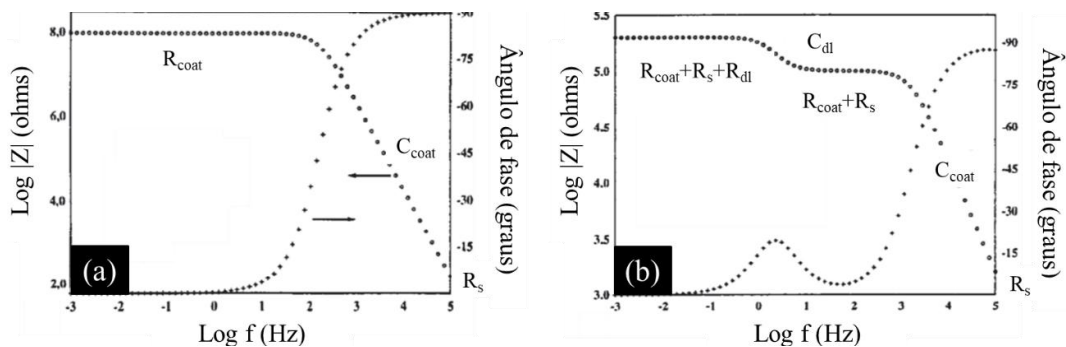 8,0
6,0
4,0
2,0
Log |Z| (ohms)
R_coat
C_coat
(a)
-90
-75
-60
-45
-30
-15
R_s
Ângulo de fase (graus)
-3 -2 -1 0 1 2 3 4 5
Log f (Hz)
5.5
5.0
4.5
4.0
3.5
3.0
Log |Z| (ohms)
C_dl
R_coat+R_s+R_dl
R_coat+R_s
C_coat
(b)
-90
-75
-60
-45
-30
-15
R_s
Ângulo de fase (graus)
-3 -2 -1 0 1 2 3 4 5
Log f (Hz)